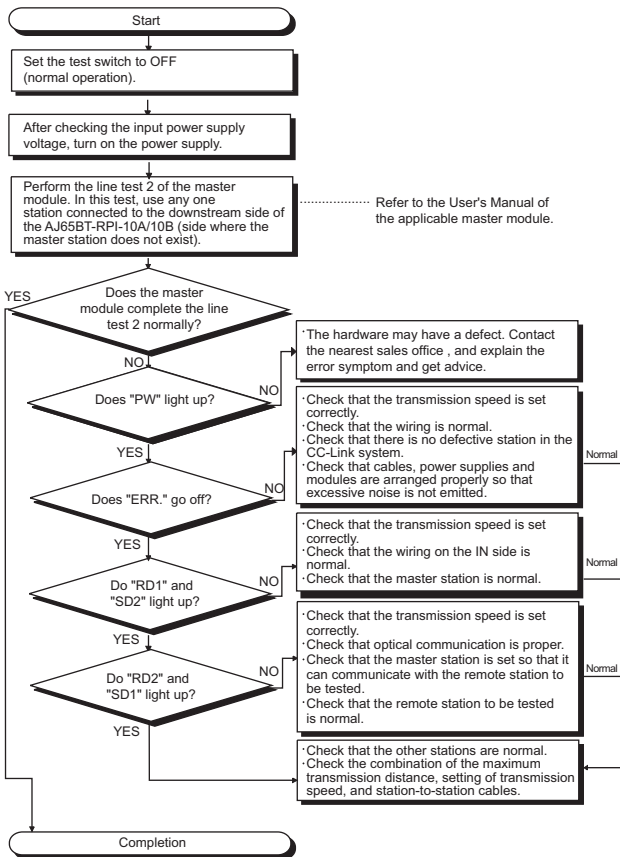 Start
Set the test switch to OFF
(normal operation).
After checking the input power supply
voltage, turn on the power supply.
Perform the line test 2 of the master
module. In this test, use any one
station connected to the downstream side of
the AJ65BT-RPI-10A/10B (side where the
master station does not exist).
Refer to the User's Manual of
the applicable master module.
YES
Does the master
module complete the line
test 2 normally?
NO
·The hardware may have a defect. Contact
the nearest sales office , and explain the
error symptom and get advice.
Does "PW" light up?
NO
YES
·Check that the transmission speed is set
correctly.
·Check that the wiring is normal.
·Check that there is no defective station in the
CC-Link system.
·Check that cables, power supplies and
modules are arranged properly so that
excessive noise is not emitted.
Normal
Does "ERR." go off?
NO
YES
·Check that the transmission speed is set
correctly.
·Check that the wiring on the IN side is
normal.
·Check that the master station is normal.
Normal
Do "RD1" and
"SD2" light up?
NO
YES
·Check that the transmission speed is set
correctly.
·Check that optical communication is proper.
·Check that the master station is set so that it
can communicate with the remote station to
be tested.
·Check that the remote station to be tested
is normal.
Normal
Do "RD2" and
"SD1" light up?
NO
YES
·Check that the other stations are normal.
·Check the combination of the maximum
transmission distance, setting of transmission
speed, and station-to-station cables.
Completion